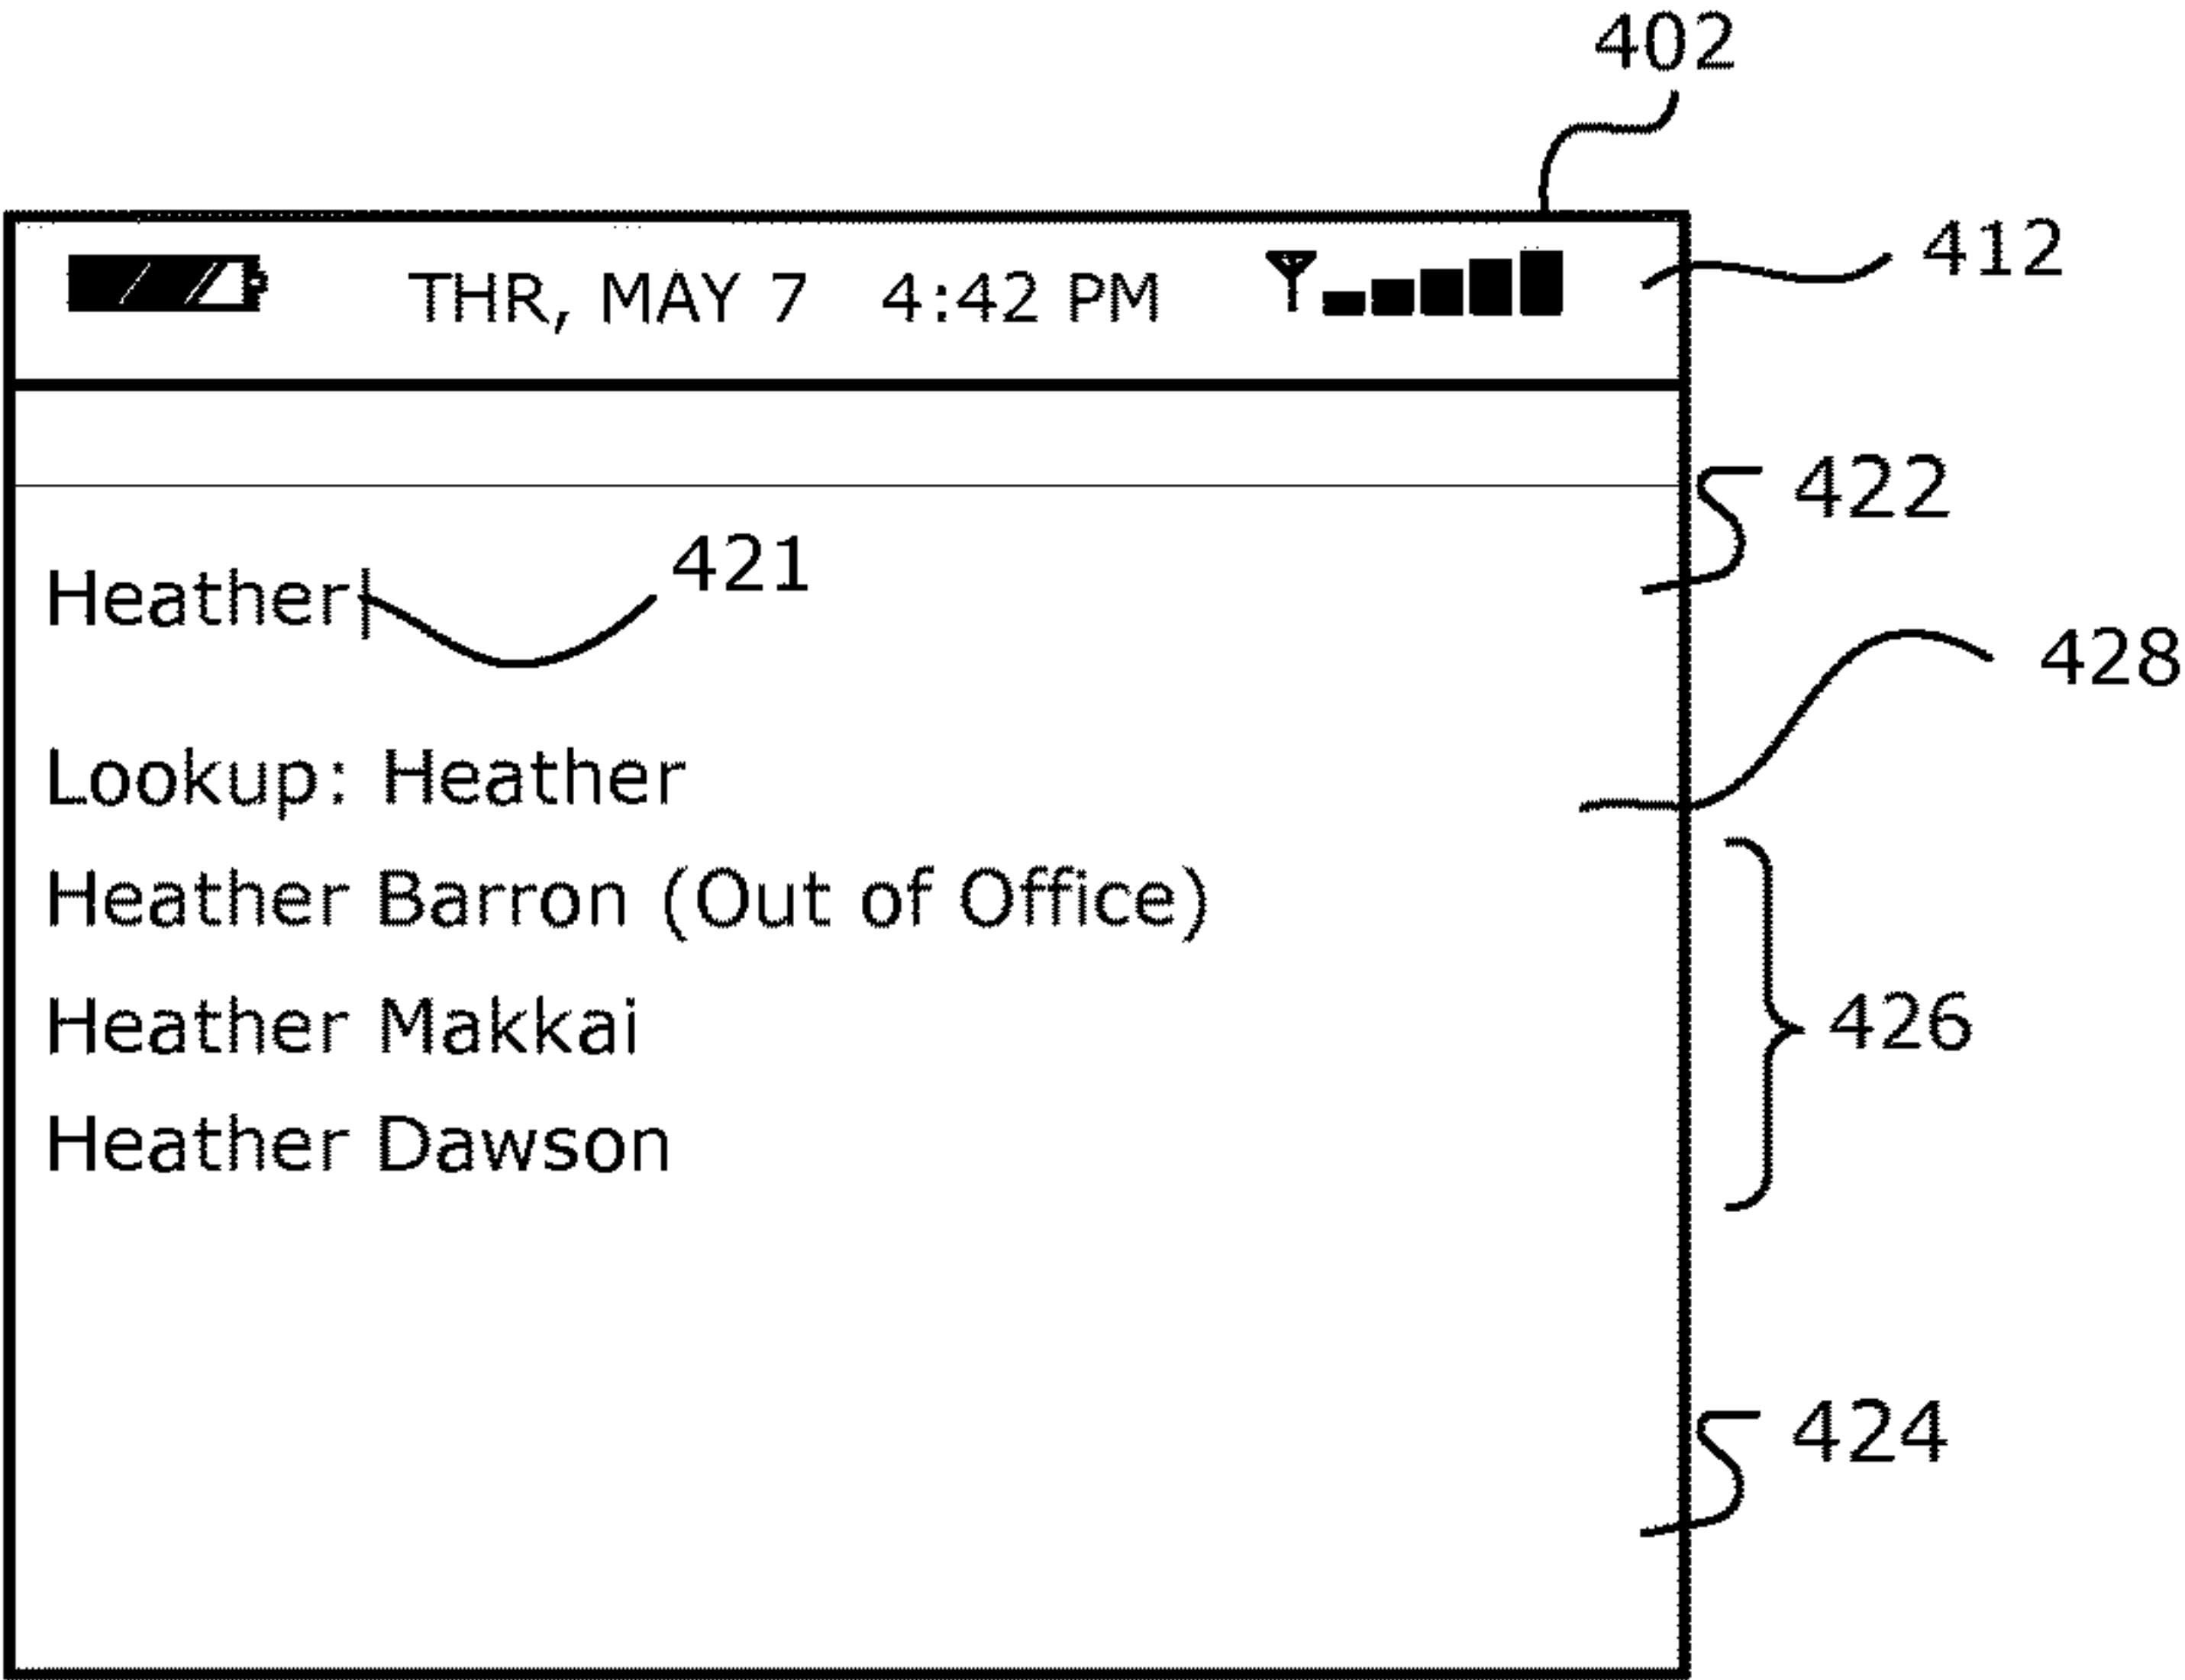 402
THR, MAY 7 4:42 PM
412
422
Heather|
421
428
Lookup: Heather
Heather Barron (Out of Office)
Heather Makkai
426
Heather Dawson
424